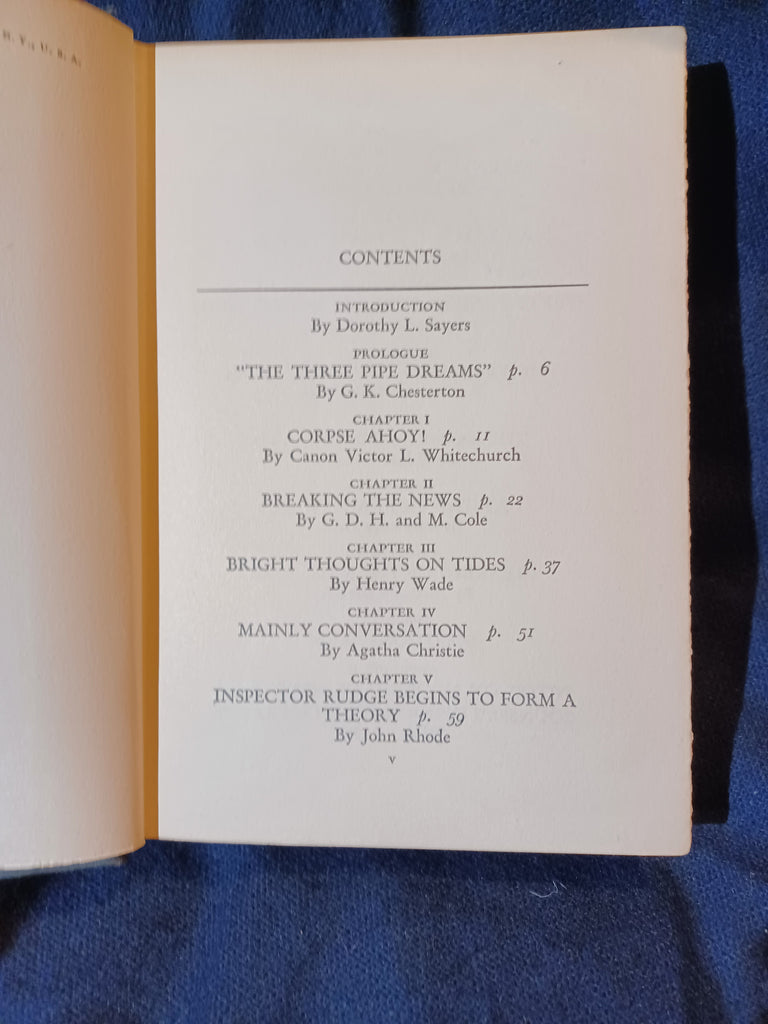 N. Y., U. S. A.
CONTENTS
INTRODUCTION
By Dorothy L. Sayers
PROLOGUE
"THE THREE PIPE DREAMS" p. 6
By G. K. Chesterton
CHAPTER I
CORPSE AHOY! p. 11
By Canon Victor L. Whitechurch
CHAPTER II
BREAKING THE NEWS p. 22
By G. D. H. and M. Cole
CHAPTER III
BRIGHT THOUGHTS ON TIDES p. 37
By Henry Wade
CHAPTER IV
MAINLY CONVERSATION p. 51
By Agatha Christie
CHAPTER V
INSPECTOR RUDGE BEGINS TO FORM A
THEORY p. 59
By John Rhode
v